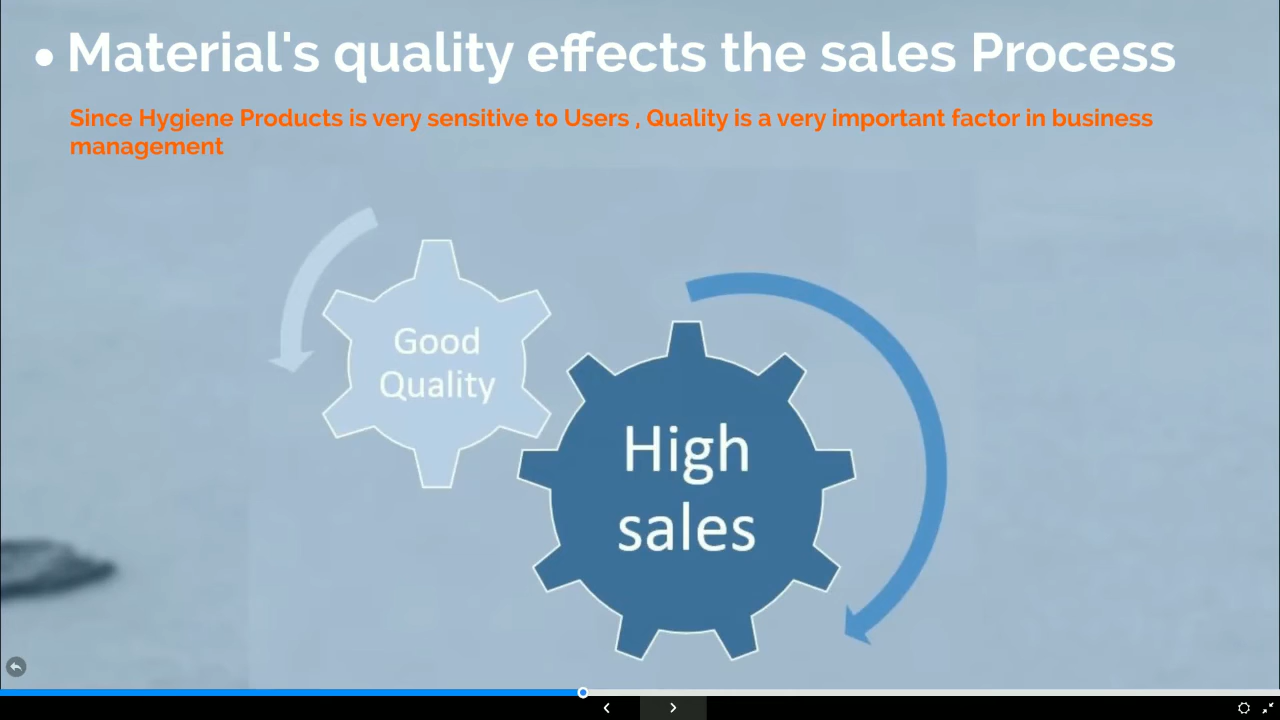 • Material's quality effects the sales Process
Since Hygiene Products is very sensitive to Users , Quality is a very important factor in business
management
Good
Quality
High
sales